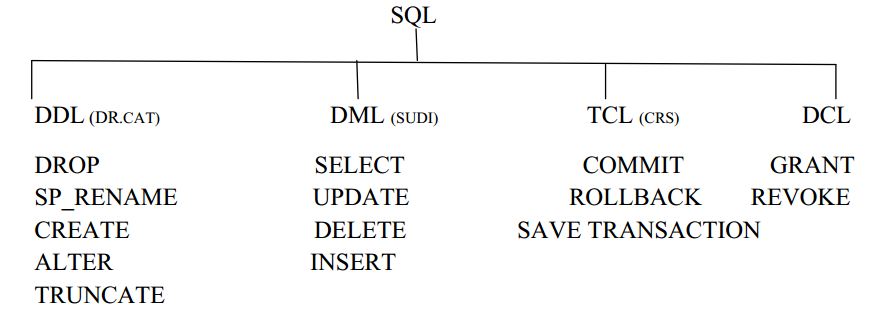 SQL
DDL (DR.CAT) DML (SUDI) TCL (CRS) DCL
DROP SELECT COMMIT GRANT
SP_RENAME UPDATE ROLLBACK REVOKE
CREATE DELETE SAVE TRANSACTION
ALTER INSERT
TRUNCATE